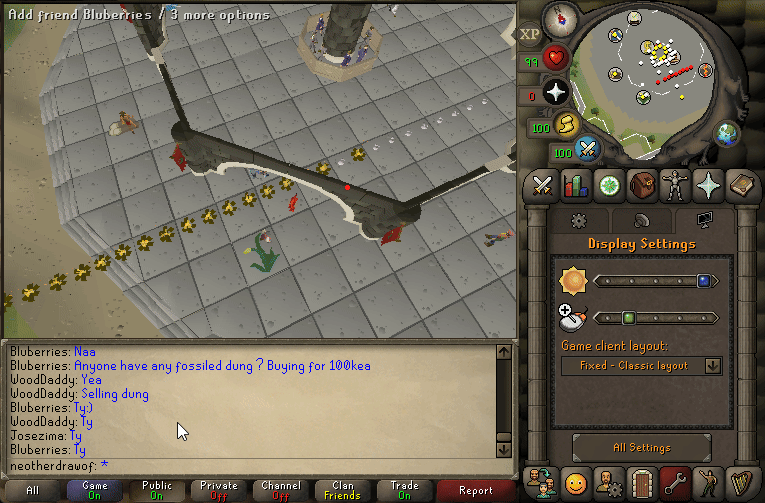 Add friend Bluberries / 3 more options
XP
99
0
100
100
Display Settings
Game client layout:
Fixed - Classic layout
All Settings
Bluberries: Naa
Bluberries: Anyone have any fossiled dung ? Buying for 100kea
WoodDaddy: Yea
WoodDaddy: Selling dung
Bluberries: Ty:)
WoodDaddy: Ty
Josezima: Ty
Bluberries: Ty
neotherdrawof: *
All
Game
On
Public
On
Private
Off
Channel
Off
Clan
Friends
Trade
On
Report